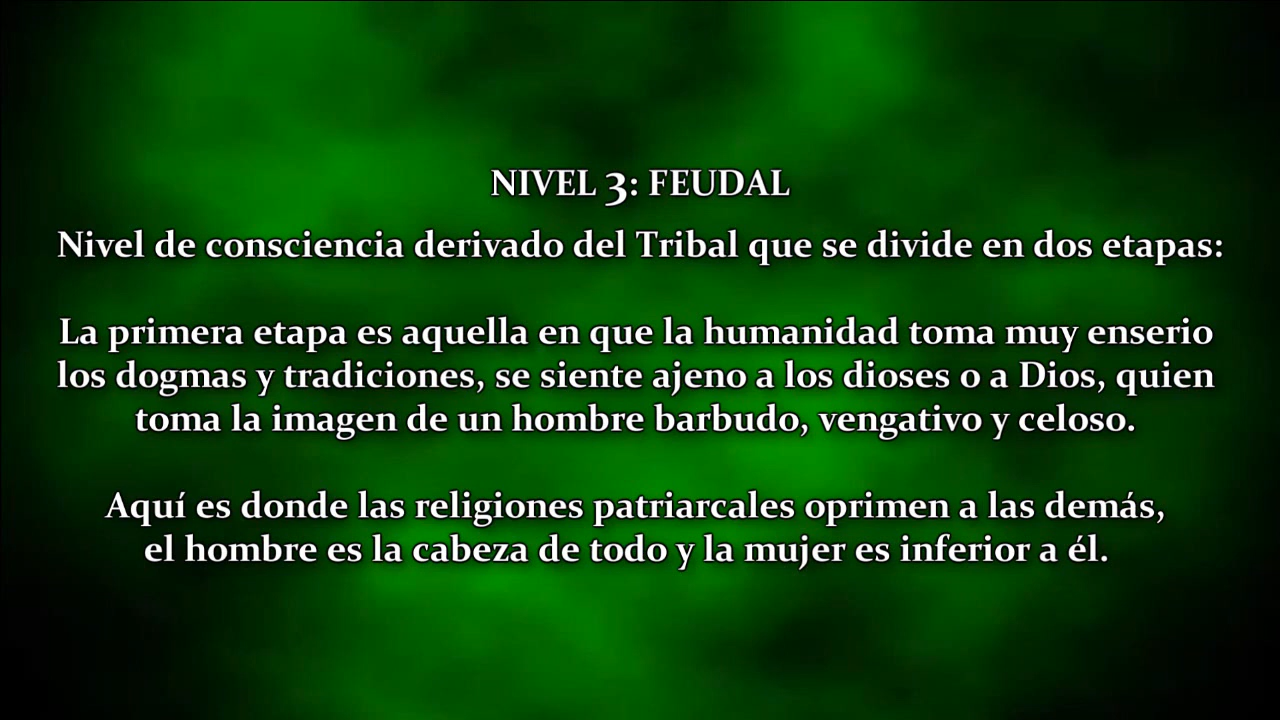 NIVEL 3: FEUDAL
Nivel de consciencia derivado del Tribal que se divide en dos etapas:
La primera etapa es aquella en que la humanidad toma muy enserio
los dogmas y tradiciones, se siente ajeno a los dioses o a Dios, quien
toma la imagen de un hombre barbudo, vengativo y celoso.
Aquí es donde las religiones patriarcales oprimen a las demás,
el hombre es la cabeza de todo y la mujer es inferior a él.